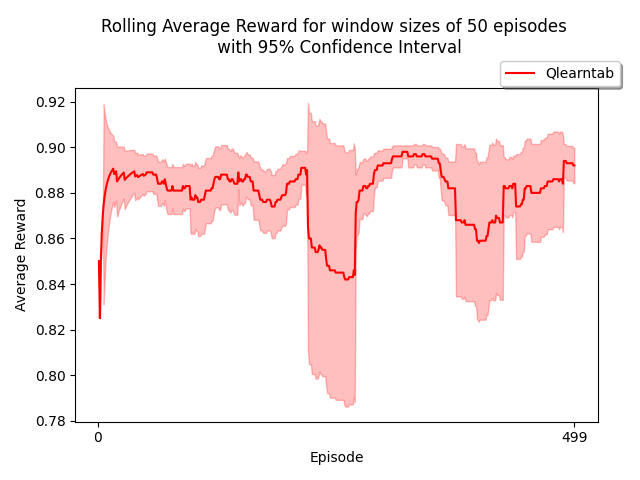 Rolling Average Reward for window sizes of 50 episodes
with 95% Confidence Interval
Qlearntab
0.92
0.90
0.88
0.86
0.84
0.82
0.80
0.78
Average Reward
0
499
Episode